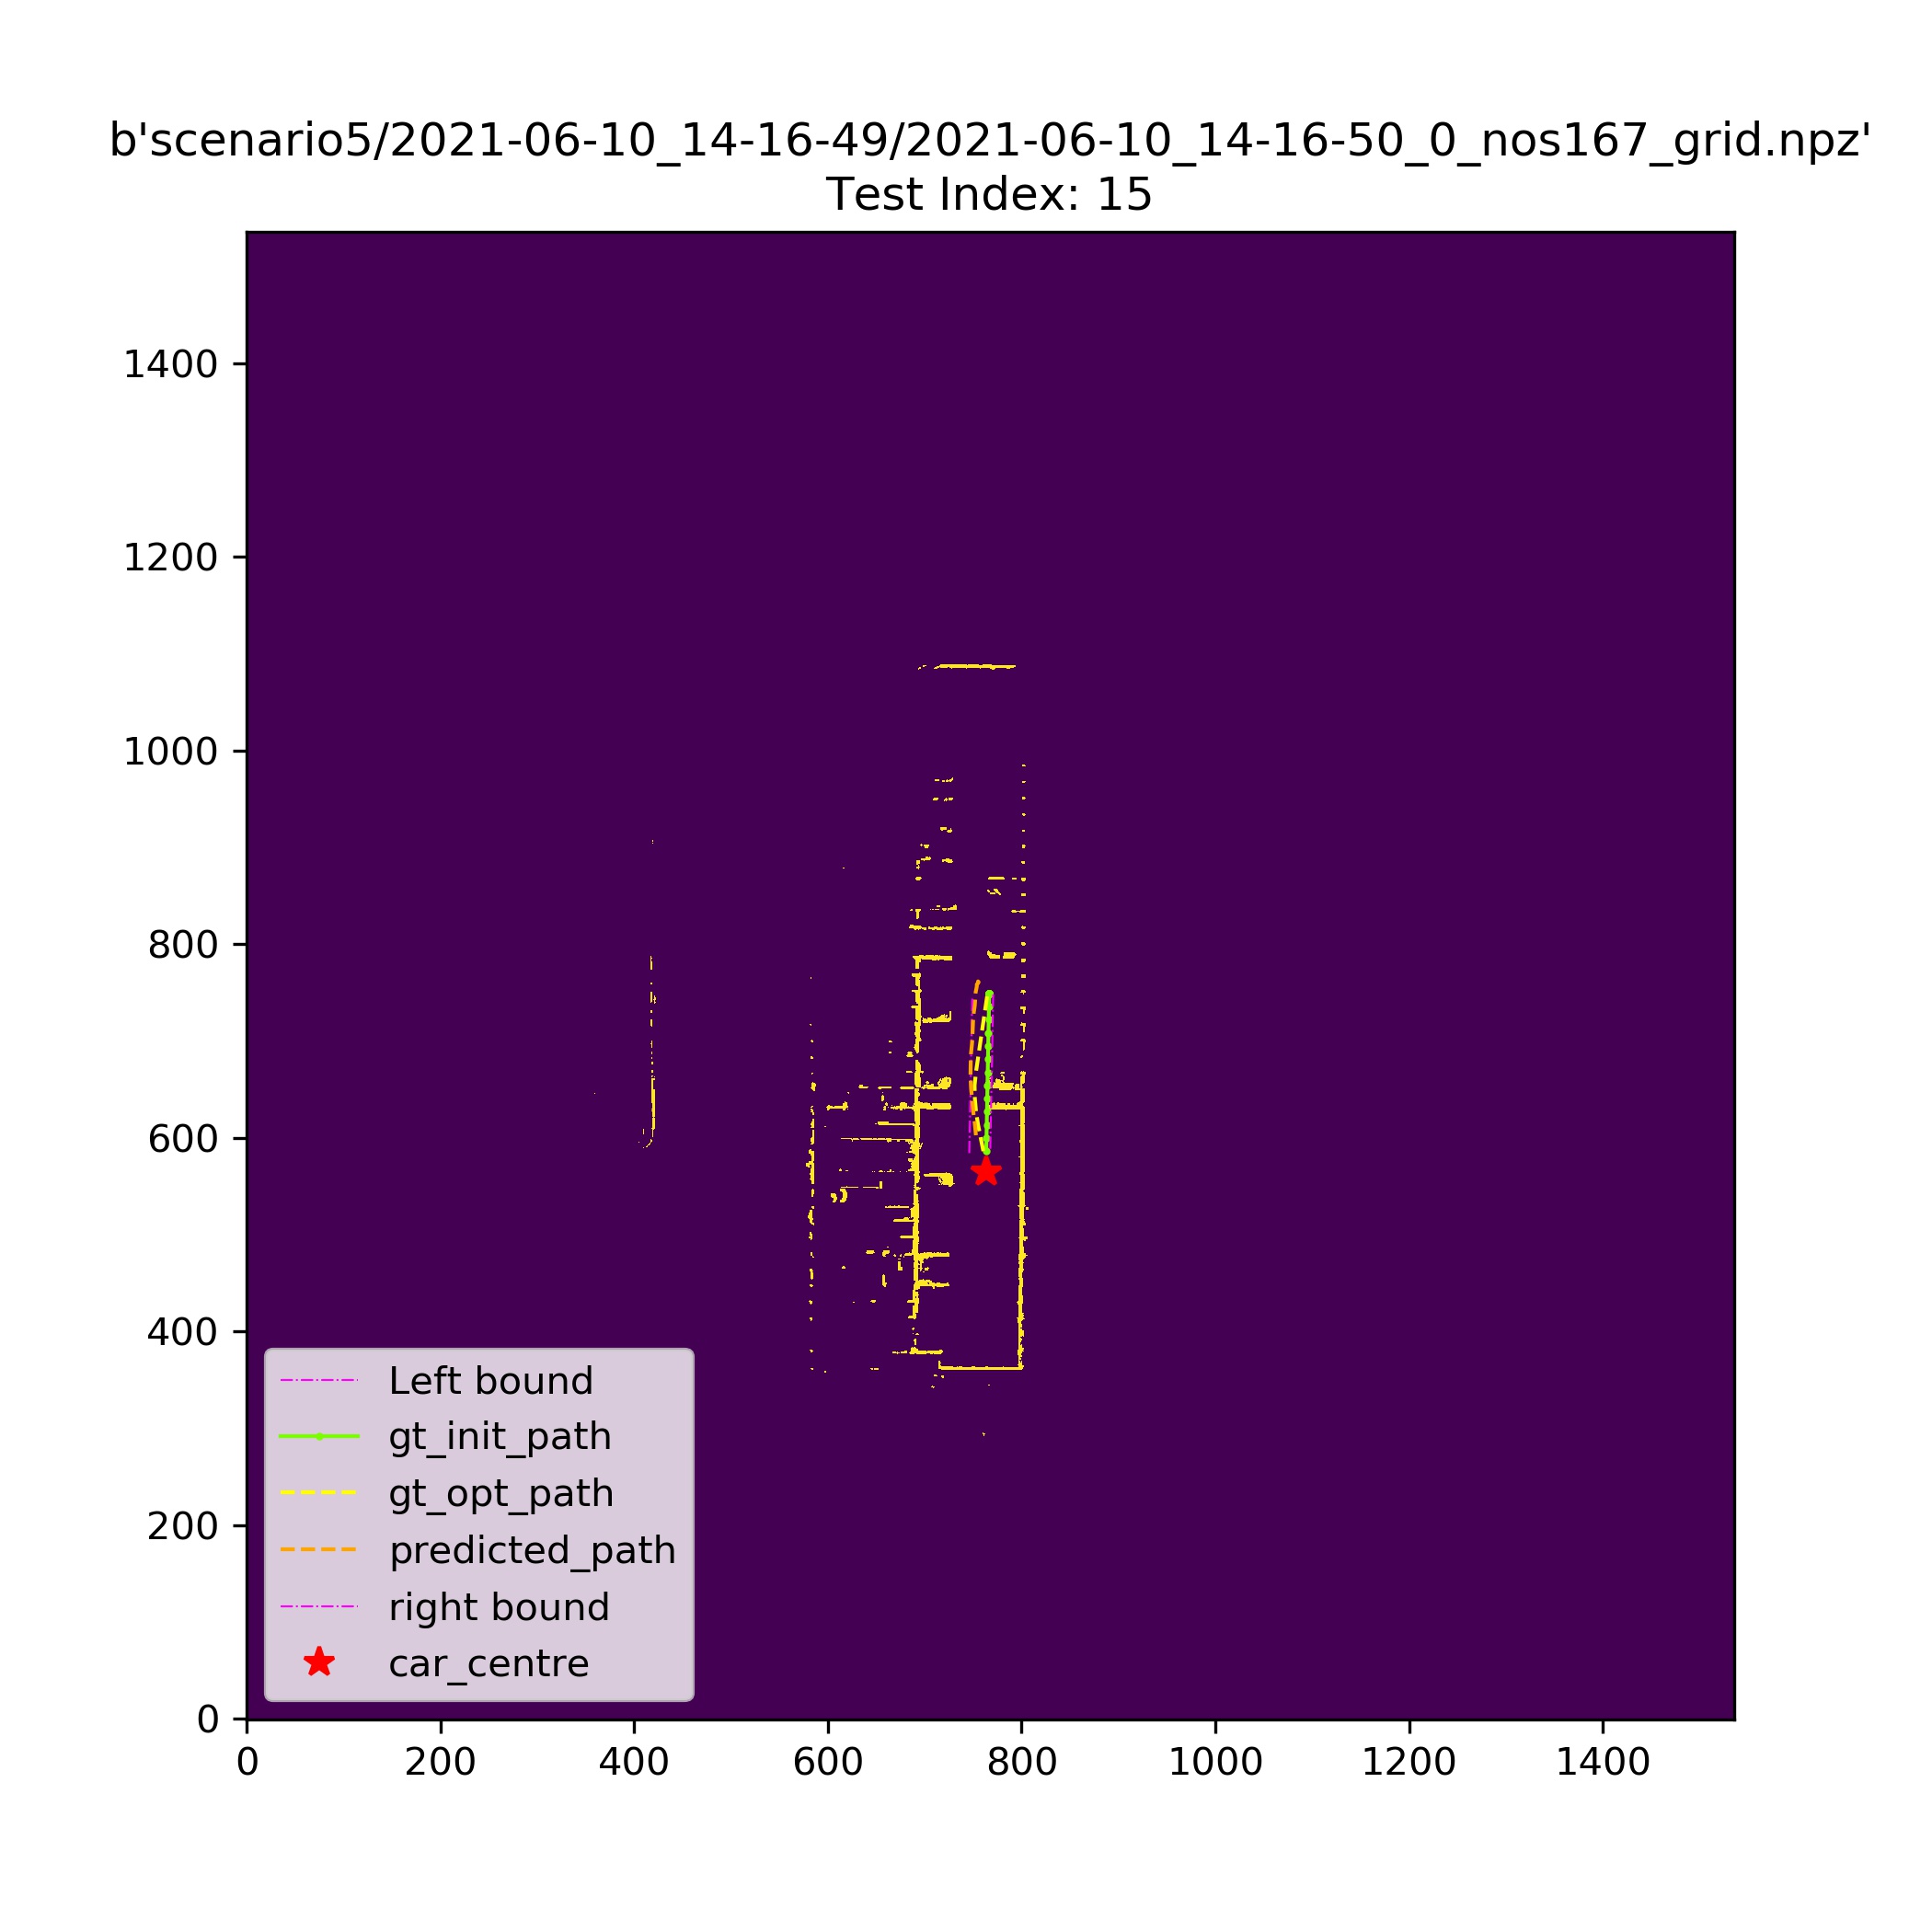 b'scenario5/2021-06-10_14-16-49/2021-06-10_14-16-50_0_nos167_grid.npz'
Test Index: 15
1400
1200
1000
800
600
400
200
0
Left bound
gt_init_path
gt_opt_path
predicted_path
right bound
car_centre
0 200 400 600 800 1000 1200 1400